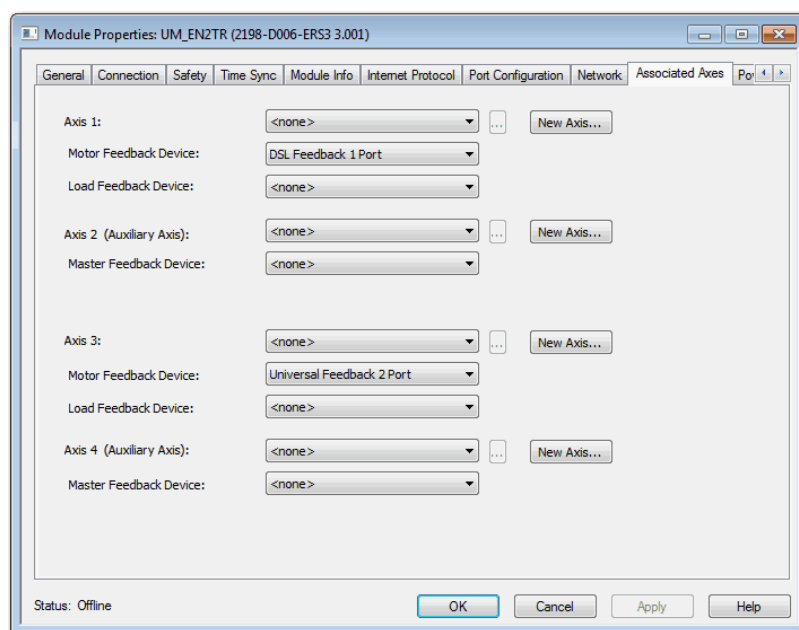 Module Properties: UM_EN2TR (2198-D006-ERS3 3.001)
General Connection Safety Time Sync Module Info Internet Protocol Port Configuration Network Associated Axes
Axis 1: <none> ... New Axis...
Motor Feedback Device: DSL Feedback 1 Port
Load Feedback Device: <none>
Axis 2 (Auxiliary Axis): <none> ... New Axis...
Master Feedback Device: <none>
Axis 3: <none> ... New Axis...
Motor Feedback Device: Universal Feedback 2 Port
Load Feedback Device: <none>
Axis 4 (Auxiliary Axis): <none> ... New Axis...
Master Feedback Device: <none>
Status: Offline OK Cancel Apply Help